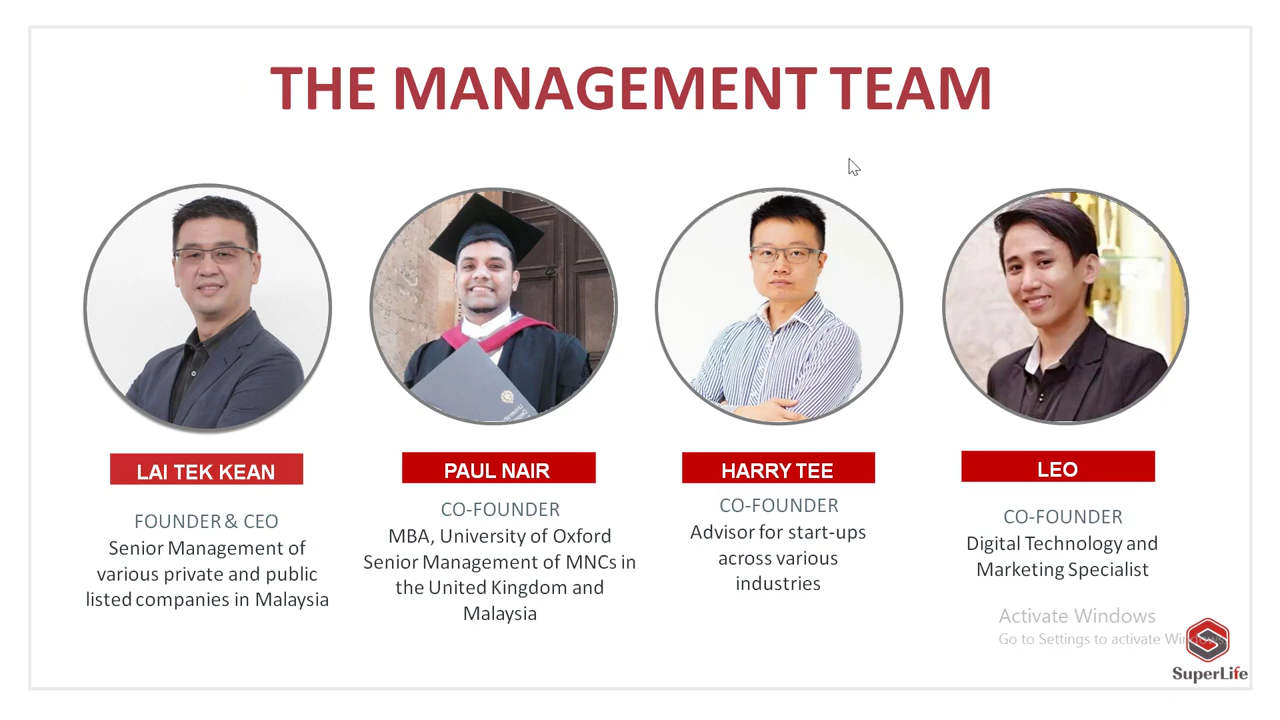 THE MANAGEMENT TEAM
LAI TEK KEAN
FOUNDER & CEO
Senior Management of
various private and public
listed companies in Malaysia
PAUL NAIR
CO-FOUNDER
MBA, University of Oxford
Senior Management of MNCs in
the United Kingdom and
Malaysia
HARRY TEE
CO-FOUNDER
Advisor for start-ups
across various
industries
LEO
CO-FOUNDER
Digital Technology and
Marketing Specialist
Activate Windows
Go to Settings to activate Windows.
SuperLife